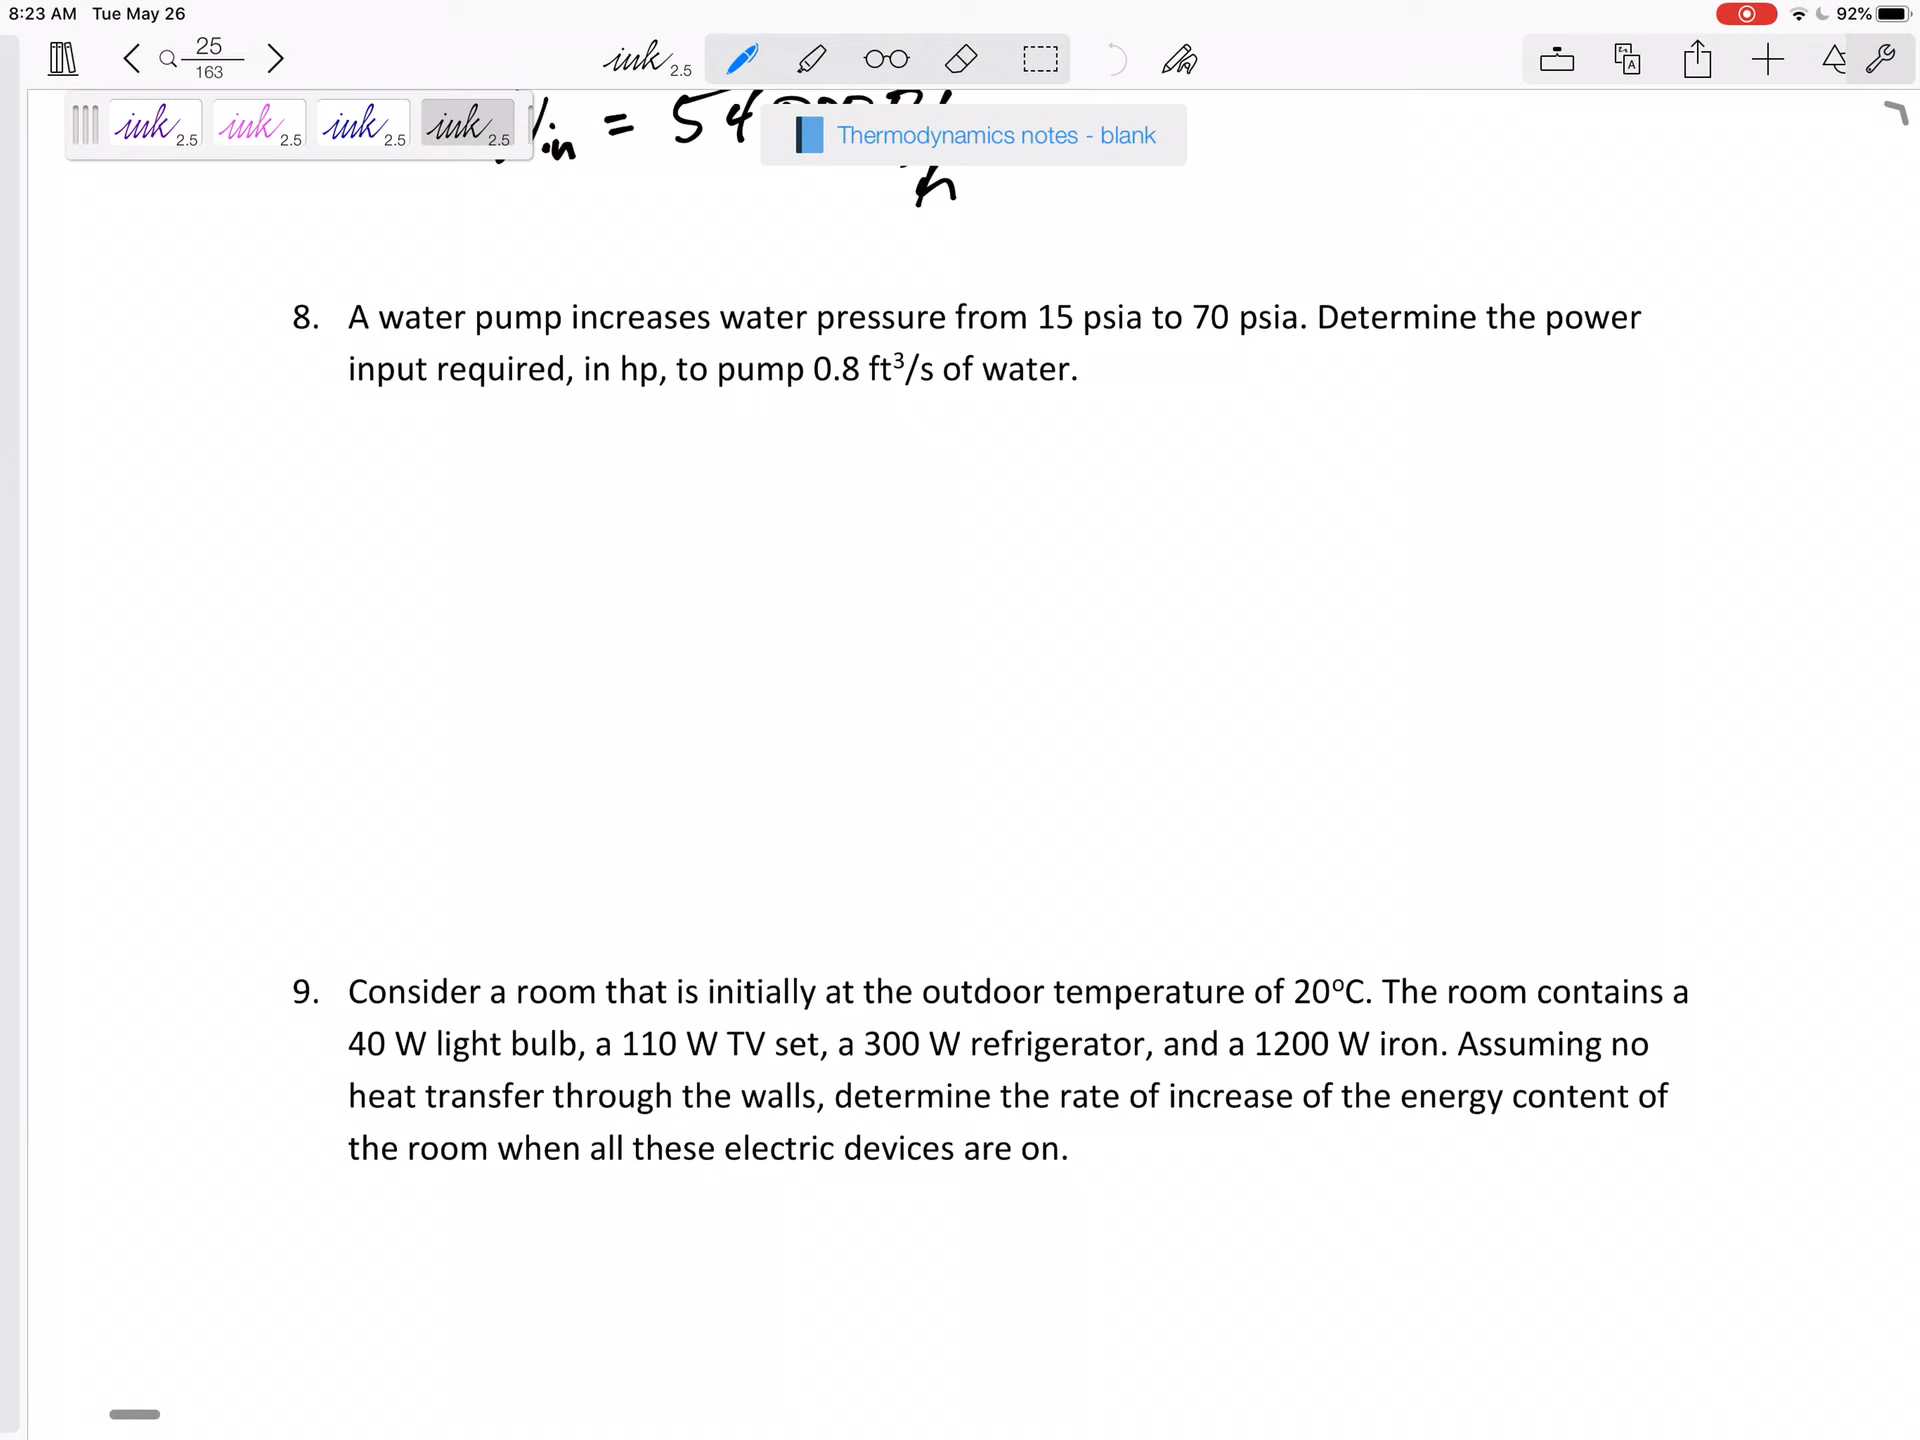 8:23 AM Tue May 26
92%
25
163
ink 2.5
ink 2.5 ink 2.5 ink 2.5 ink 2.5
in = 54
Thermodynamics notes - blank
h
8. A water pump increases water pressure from 15 psia to 70 psia. Determine the power
input required, in hp, to pump 0.8 ft³/s of water.
9. Consider a room that is initially at the outdoor temperature of 20°C. The room contains a
40 W light bulb, a 110 W TV set, a 300 W refrigerator, and a 1200 W iron. Assuming no
heat transfer through the walls, determine the rate of increase of the energy content of
the room when all these electric devices are on.